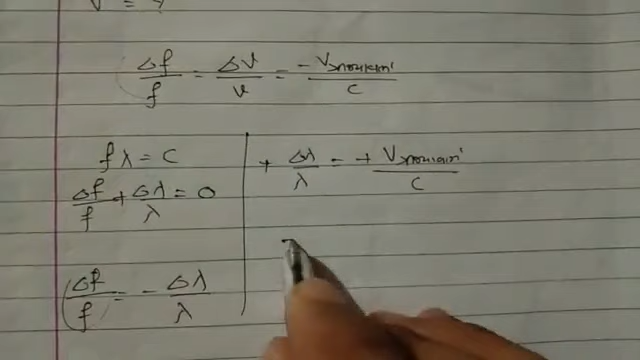 Δf/f = Δν/ν = -V/c
fλ = C
Δf/f + Δλ/λ = 0
Δf/f = - Δλ/λ
+ Δλ/λ = + V/c